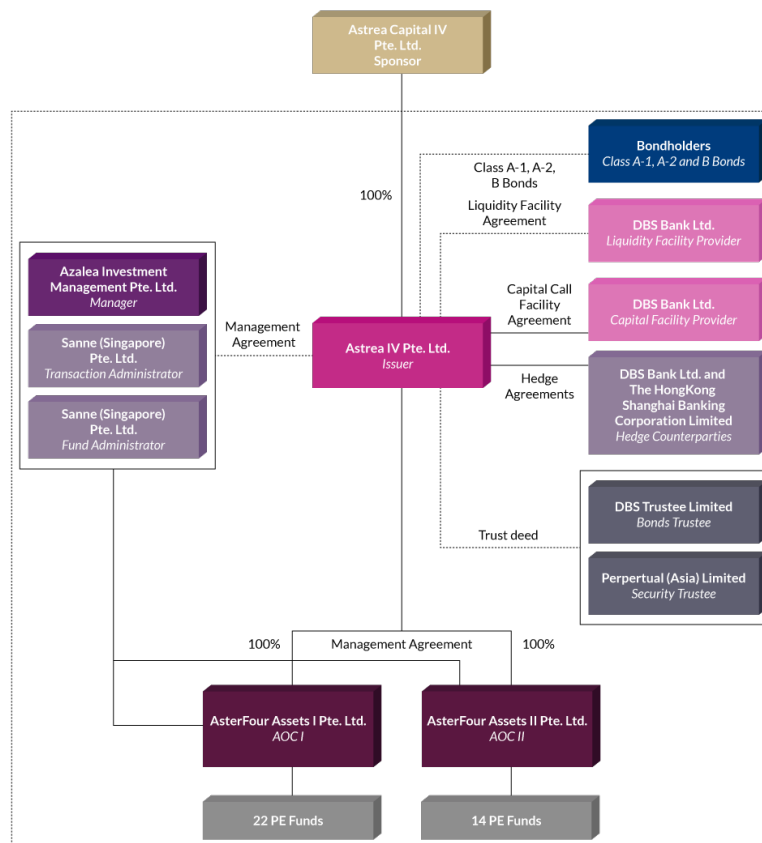 Astrea Capital IV
Pte. Ltd.
Sponsor
100%
Bondholders
Class A-1, A-2 and B Bonds
Class A-1, A-2,
B Bonds
Liquidity Facility
Agreement
DBS Bank Ltd.
Liquidity Facility Provider
Azalea Investment
Management Pte. Ltd.
Manager
Sanne (Singapore)
Pte. Ltd.
Transaction Administrator
Sanne (Singapore)
Pte. Ltd.
Fund Administrator
Management
Agreement
Astrea IV Pte. Ltd.
Issuer
Capital Call
Facility
Agreement
DBS Bank Ltd.
Capital Facility Provider
Hedge
Agreements
DBS Bank Ltd. and
The HongKong
Shanghai Banking
Corporation Limited
Hedge Counterparties
Trust deed
DBS Trustee Limited
Bonds Trustee
Perpertual (Asia) Limited
Security Trustee
100%
Management Agreement
100%
AsterFour Assets I Pte. Ltd.
AOC I
AsterFour Assets II Pte. Ltd.
AOC II
22 PE Funds
14 PE Funds